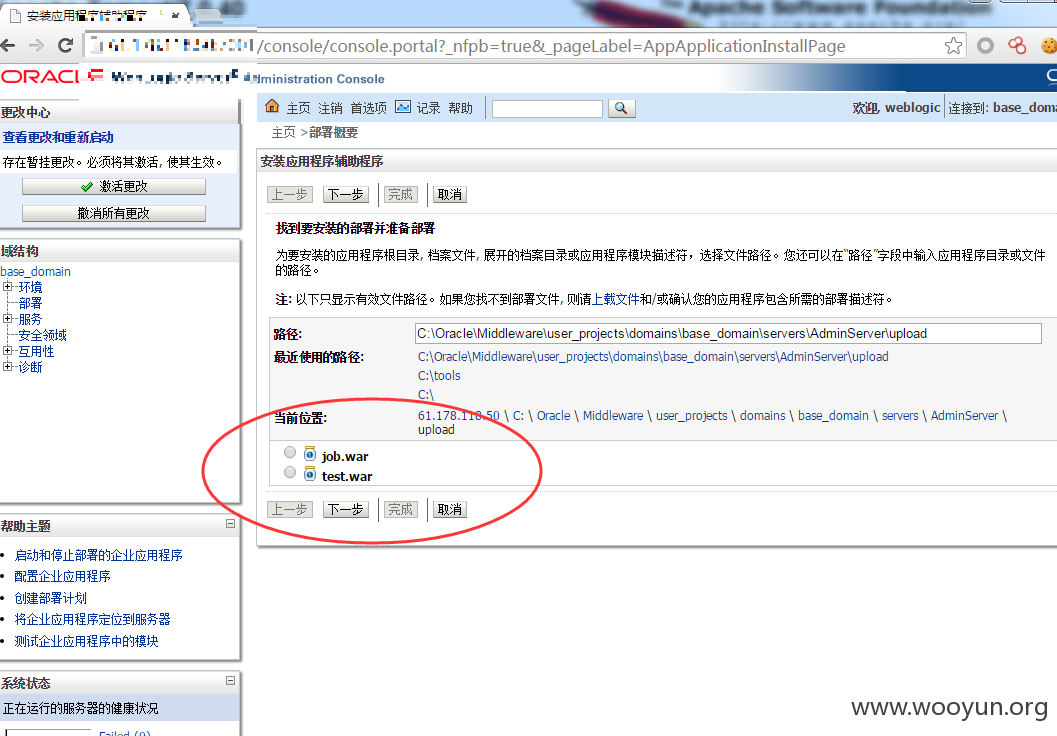 Apache Software Foundation
安装应用程序辅助程序
/console/console.portal?_nfpb=true&_pageLabel=AppApplicationInstallPage
ORACLE WebLogic Server Administration Console
更改中心
查看更改和重新启动
存在暂挂更改。必须将其激活, 使其生效。
激活更改
撤消所有更改
域结构
base_domain
环境
部署
服务
安全领域
互用性
诊断
帮助主题
启动和停止部署的企业应用程序
配置企业应用程序
创建部署计划
将企业应用程序定位到服务器
测试企业应用程序中的模块
系统状态
正在运行的服务器的健康状况
Failed (0)
主页 注销 首选项 记录 帮助
欢迎, weblogic 连接到: base_doma
主页 >部署概要
安装应用程序辅助程序
上一步 下一步 完成 取消
找到要安装的部署并准备部署
为要安装的应用程序根目录, 档案文件, 展开的档案目录或应用程序模块描述符，选择文件路径。您还可以在“路径”字段中输入应用程序目录或文件
的路径。
注: 以下只显示有效文件路径。如果您找不到部署文件, 则请上载文件和/或确认您的应用程序包含所需的部署描述符。
路径: C:\Oracle\Middleware\user_projects\domains\base_domain\servers\AdminServer\upload
最近使用的路径: C:\Oracle\Middleware\user_projects\domains\base_domain\servers\AdminServer\upload
C:\tools
C:\
当前位置: 61.178.110.50 \ C: \ Oracle \ Middleware \ user_projects \ domains \ base_domain \ servers \ AdminServer \
upload
job.war
test.war
上一步 下一步 完成 取消
www.wooyun.org